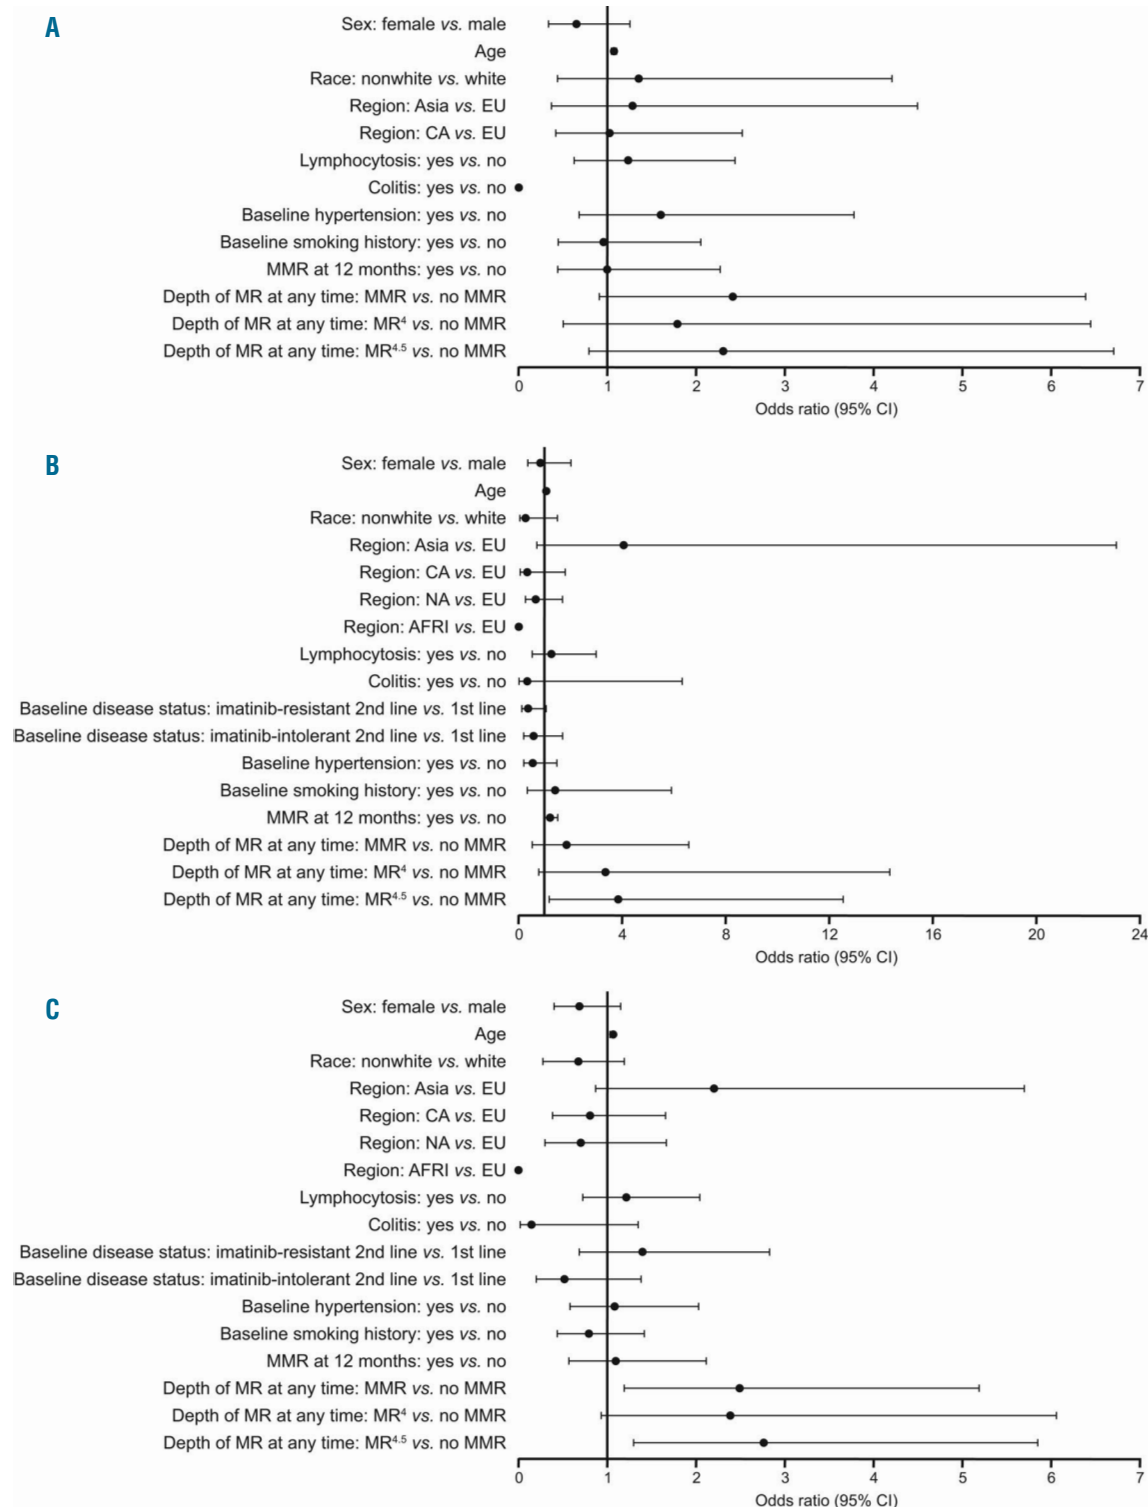 A
Sex: female vs. male
Age
Race: nonwhite vs. white
Region: Asia vs. EU
Region: CA vs. EU
Lymphocytosis: yes vs. no
Colitis: yes vs. no
Baseline hypertension: yes vs. no
Baseline smoking history: yes vs. no
MMR at 12 months: yes vs. no
Depth of MR at any time: MMR vs. no MMR
Depth of MR at any time: MR⁴ vs. no MMR
Depth of MR at any time: MR⁴·⁵ vs. no MMR
0 1 2 3 4 5 6 7
Odds ratio (95% CI)
B
Sex: female vs. male
Age
Race: nonwhite vs. white
Region: Asia vs. EU
Region: CA vs. EU
Region: NA vs. EU
Region: AFRI vs. EU
Lymphocytosis: yes vs. no
Colitis: yes vs. no
Baseline disease status: imatinib-resistant 2nd line vs. 1st line
Baseline disease status: imatinib-intolerant 2nd line vs. 1st line
Baseline hypertension: yes vs. no
Baseline smoking history: yes vs. no
MMR at 12 months: yes vs. no
Depth of MR at any time: MMR vs. no MMR
Depth of MR at any time: MR⁴ vs. no MMR
Depth of MR at any time: MR⁴·⁵ vs. no MMR
0 4 8 12 16 20 24
Odds ratio (95% CI)
C
Sex: female vs. male
Age
Race: nonwhite vs. white
Region: Asia vs. EU
Region: CA vs. EU
Region: NA vs. EU
Region: AFRI vs. EU
Lymphocytosis: yes vs. no
Colitis: yes vs. no
Baseline disease status: imatinib-resistant 2nd line vs. 1st line
Baseline disease status: imatinib-intolerant 2nd line vs. 1st line
Baseline hypertension: yes vs. no
Baseline smoking history: yes vs. no
MMR at 12 months: yes vs. no
Depth of MR at any time: MMR vs. no MMR
Depth of MR at any time: MR⁴ vs. no MMR
Depth of MR at any time: MR⁴·⁵ vs. no MMR
0 1 2 3 4 5 6 7
Odds ratio (95% CI)